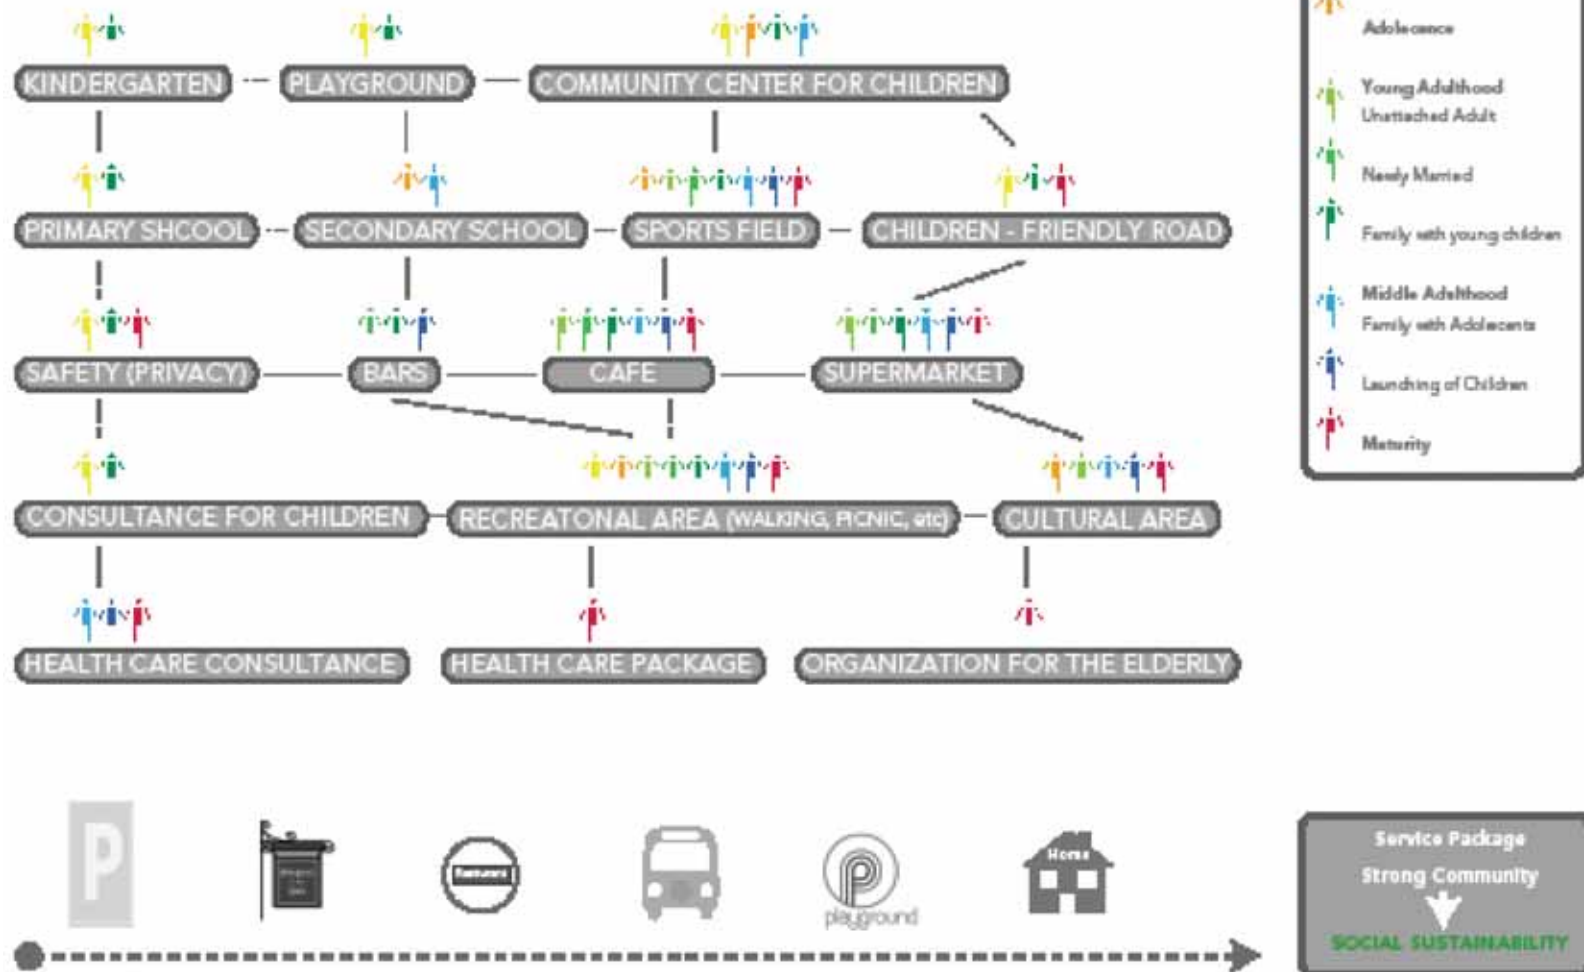 KINDERGARTEN
PLAYGROUND
COMMUNITY CENTER FOR CHILDREN
PRIMARY SHCOOL
SECONDARY SCHOOL
SPORTS FIELD
CHILDREN - FRIENDLY ROAD
SAFETY (PRIVACY)
BARS
CAFE
SUPERMARKET
CONSULTANCE FOR CHILDREN
RECREATONAL AREA (WALKING, PICNIC, etc)
CULTURAL AREA
HEALTH CARE CONSULTANCE
HEALTH CARE PACKAGE
ORGANIZATION FOR THE ELDERLY
Adolecence
Young Adulthood
Unattached Adult
Newly Married
Family with young children
Middle Adelthood
Family with Adolecents
Launching of Children
Maturity
P
playground
Home
Service Package
Strong Community
SOCIAL SUSTAINABILITY